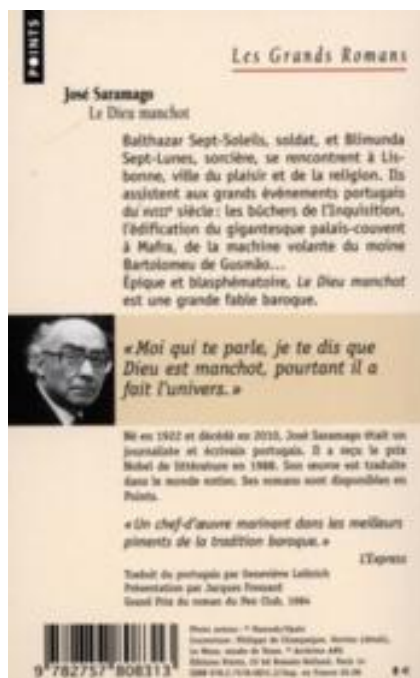 POINTS
Les Grands Romans
José Saramago
Le Dieu manchot
Balthazar Sept-Soleils, soldat, et Blimunda
Sept-Lunes, sorcière, se rencontrent à Lis-
bonne, ville du plaisir et de la religion. Ils
assistent aux grands événements portugais
du XVIIIe siècle : les bûchers de l'Inquisition,
l'édification du gigantesque palais-couvent
à Mafra, de la machine volante du moine
Bartolomeu de Gusmão...
Épique et blasphématoire, Le Dieu manchot
est une grande fable baroque.
« Moi qui te parle, je te dis que
Dieu est manchot, pourtant il a
fait l'univers. »
Né en 1922 et décédé en 2010, José Saramago était un
journaliste et écrivain portugais. Il a reçu le prix
Nobel de littérature en 1988. Son œuvre est traduite
dans le monde entier. Ses romans sont disponibles en
Points.
« Un chef-d'œuvre marinant dans les meilleurs
piments de la tradition baroque. »
L'Express
Traduit du portugais par Geneviève Leibrich
Présentation par Jacques
Grand Prix du roman du Pen Club, 1984
Philippe de Champaigne
9 782757 808313